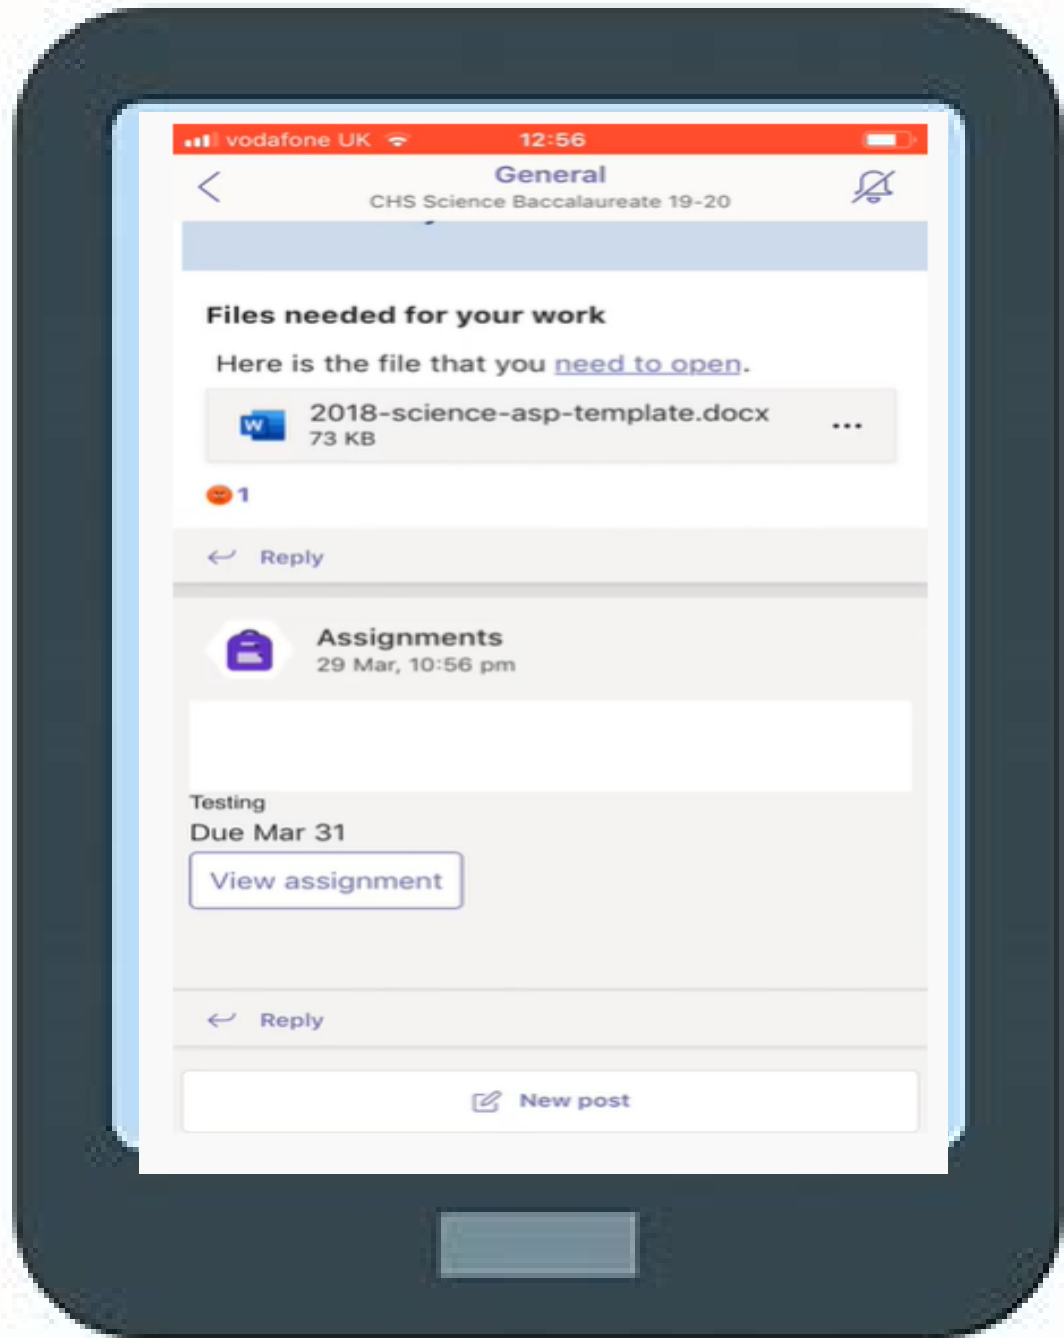 vodafone UK 12:56
General
CHS Science Baccalaureate 19-20
Files needed for your work
Here is the file that you need to open.
W
2018-science-asp-template.docx
73 KB
1
Reply
Assignments
29 Mar, 10:56 pm
Testing
Due Mar 31
View assignment
Reply
New post